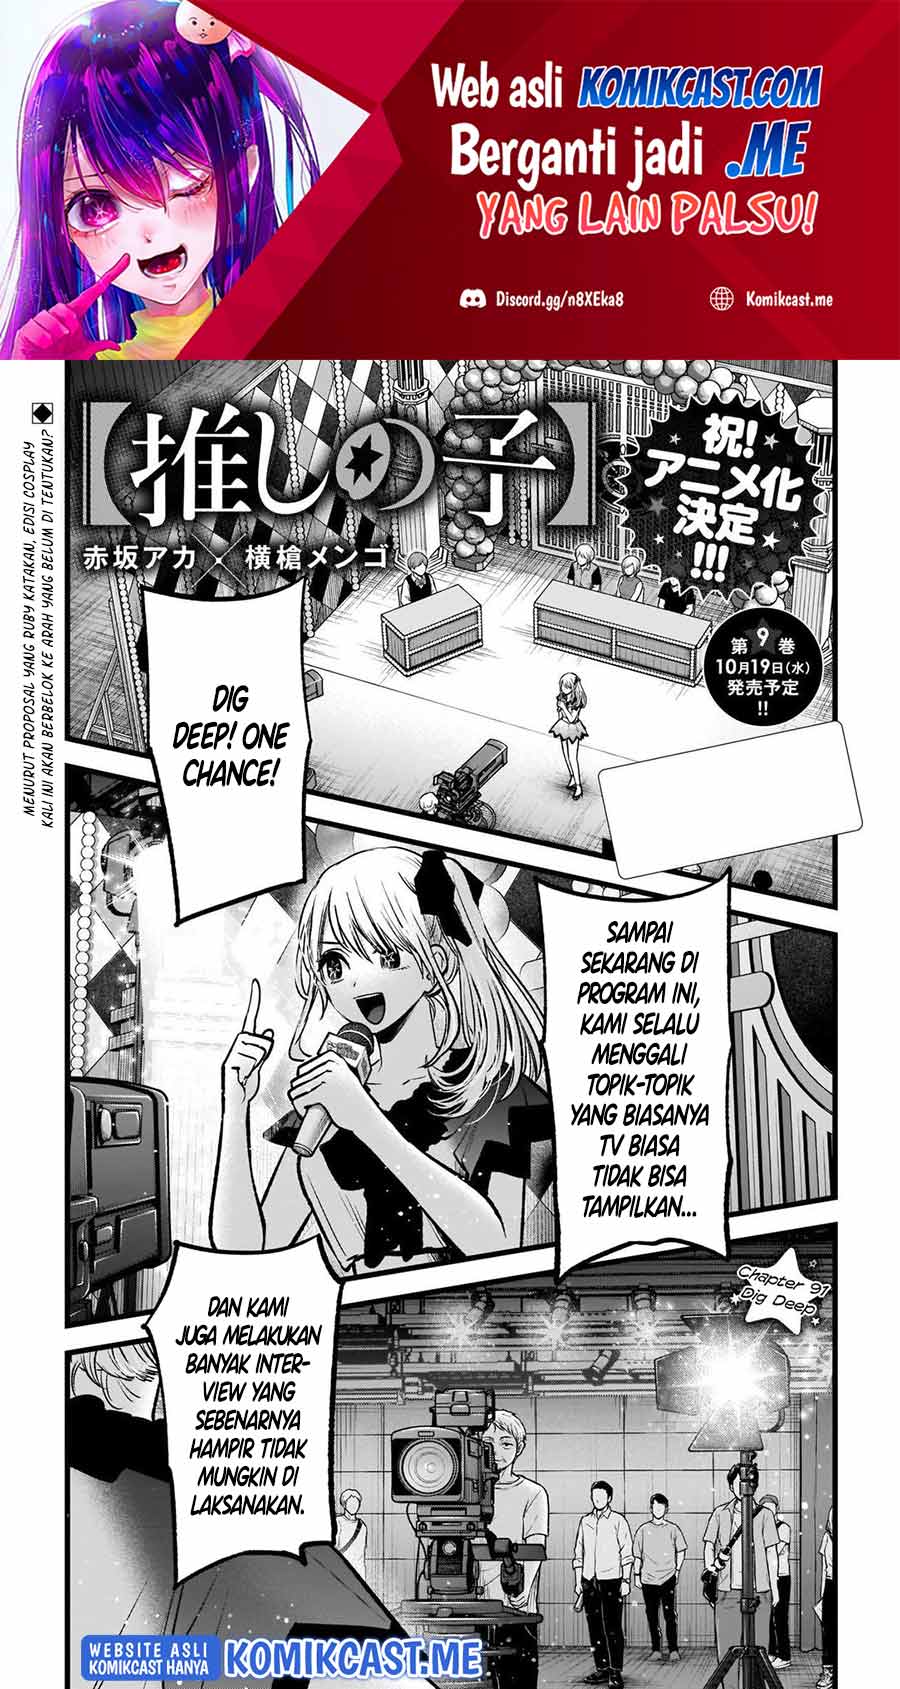 Web asli KOMIKCAST.COM
Berganti jadi .ME
YANG LAIN PALSU!
Discord.gg/n8XEka8
Komikcast.me
MENURUT PROPOSAL YANG RUBY KATAKAN, EDISI COSPLAY
KALI INI AKAN BERBELOK KE ARAH YANG BELUM DI TENTUKAN?
【推しの子】
赤坂アカ×横槍メンゴ
祝!
アニメ化
決定
!!!
第9巻
10月19日(水)
発売予定
!!
DIG
DEEP! ONE
CHANCE!
SAMPAI
SEKARANG DI
PROGRAM INI,
KAMI SELALU
MENGGALI
TOPIK-TOPIK
YANG BIASANYA
TV BIASA
TIDAK BISA
TAMPILKAN...
Chapter 91
Dig Deep
DAN KAMI
JUGA MELAKUKAN
BANYAK INTER-
VIEW YANG
SEBENARNYA
HAMPIR TIDAK
MUNGKIN DI
LAKSANAKAN.
WEBSITE ASLI
KOMIKCAST HANYA
KOMIKCAST.ME